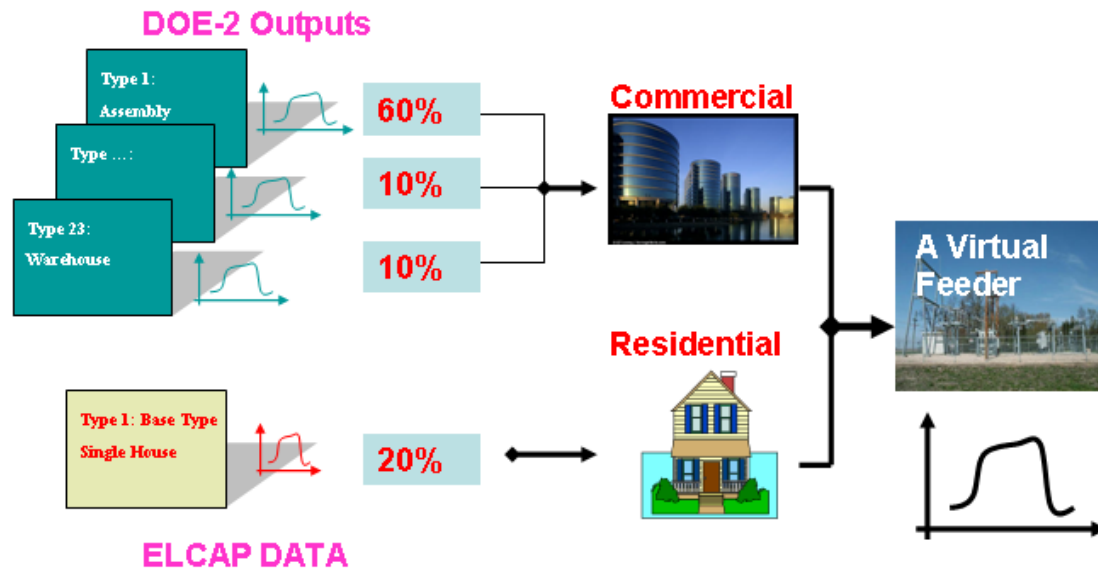 DOE-2 Outputs
Type 1:
Assembly
60%
Type ...:
10%
Type 23:
Warehouse
10%
Commercial
A Virtual
Feeder
Residential
Type 1: Base Type
Single House
20%
ELCAP DATA